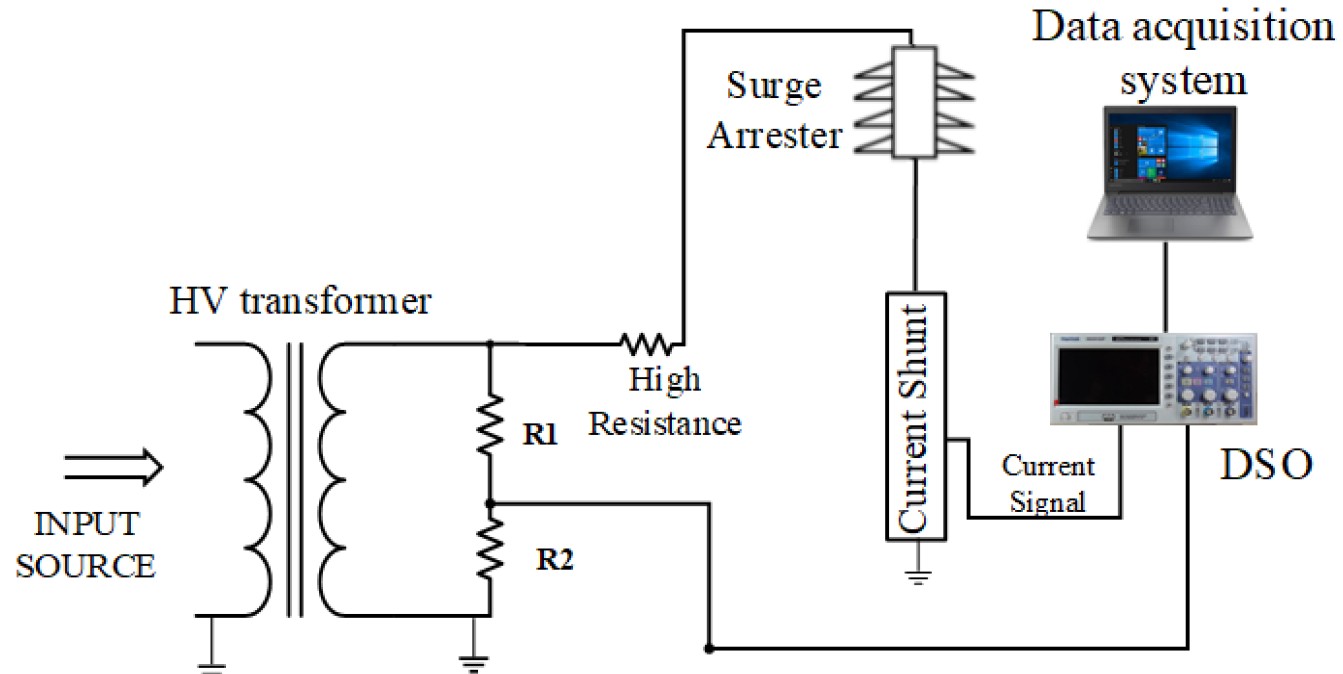 Data acquisition
system
Surge
Arrester
HV transformer
High
Resistance
R1
Current Shunt
Current
Signal
DSO
INPUT
SOURCE
R2